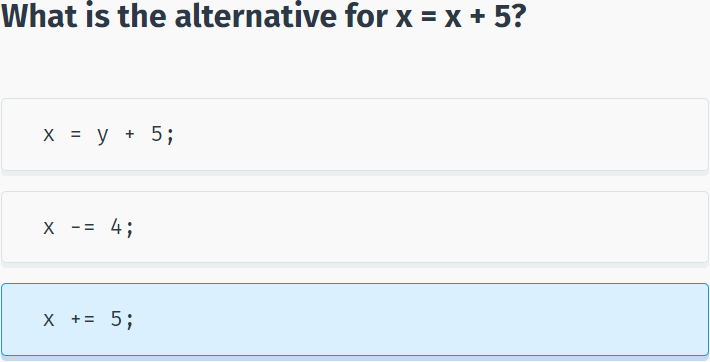 What is the alternative for x = x + 5?
x = y + 5;
x -= 4;
x += 5;